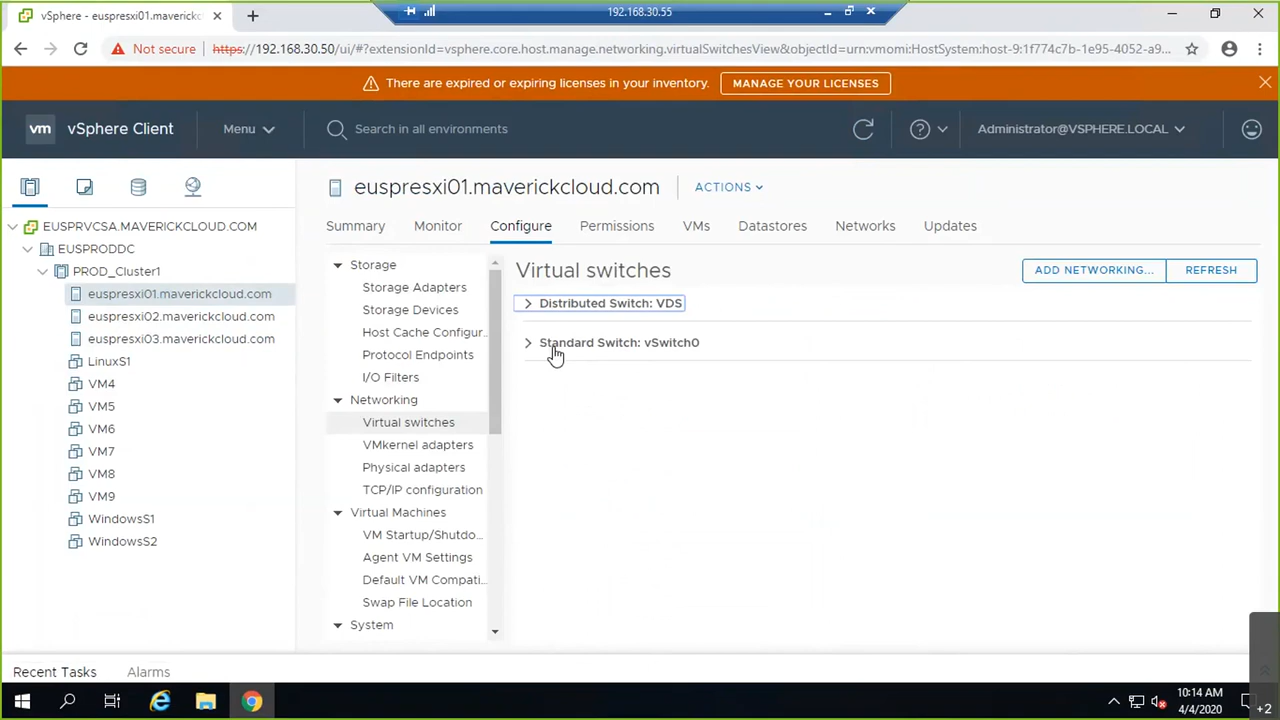 vSphere - euspresxi01.maverickclou
192.168.30.55
Not secure
https://192.168.30.50/ui/#?extensionId=vsphere.core.host.manage.networking.virtualSwitchesView&objectId=urn:vmomi:HostSystem:host-9:1f774c7b-1e95-4052-a9...
There are expired or expiring licenses in your inventory.
MANAGE YOUR LICENSES
vm
vSphere Client
Menu
Search in all environments
Administrator@VSPHERE.LOCAL
EUSPRVCSA.MAVERICKCLOUD.COM
EUSPRODDC
PROD_Cluster1
euspresxi01.maverickcloud.com
euspresxi02.maverickcloud.com
euspresxi03.maverickcloud.com
LinuxS1
VM4
VM5
VM6
VM7
VM8
VM9
WindowsS1
WindowsS2
euspresxi01.maverickcloud.com
ACTIONS
Summary
Monitor
Configure
Permissions
VMs
Datastores
Networks
Updates
Storage
Storage Adapters
Storage Devices
Host Cache Configur...
Protocol Endpoints
I/O Filters
Networking
Virtual switches
VMkernel adapters
Physical adapters
TCP/IP configuration
Virtual Machines
VM Startup/Shutdo...
Agent VM Settings
Default VM Compati...
Swap File Location
System
Virtual switches
ADD NETWORKING...
REFRESH
Distributed Switch: VDS
Standard Switch: vSwitch0
Recent Tasks
Alarms
10:14 AM
4/4/2020
+2